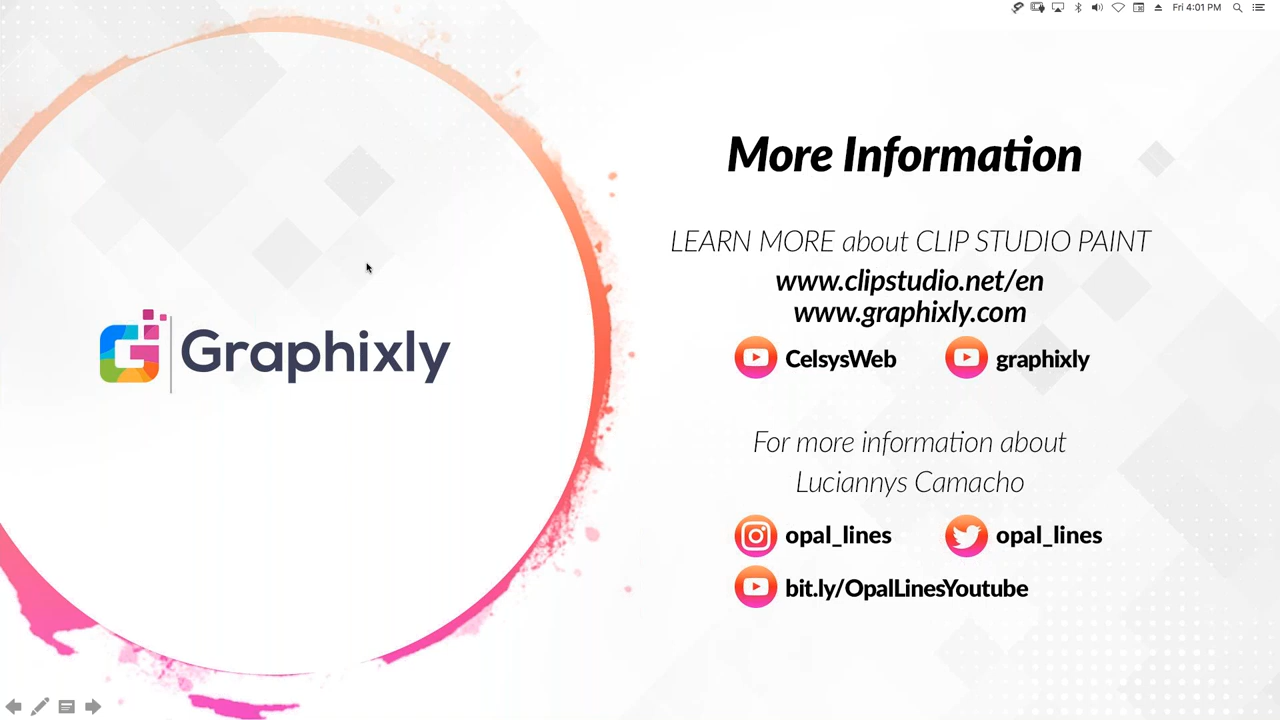 Fri 4:01 PM
Graphixly
More Information
LEARN MORE about CLIP STUDIO PAINT
www.clipstudio.net/en
www.graphixly.com
CelsysWeb graphixly
For more information about
Luciannys Camacho
opal_lines opal_lines
bit.ly/OpalLinesYoutube